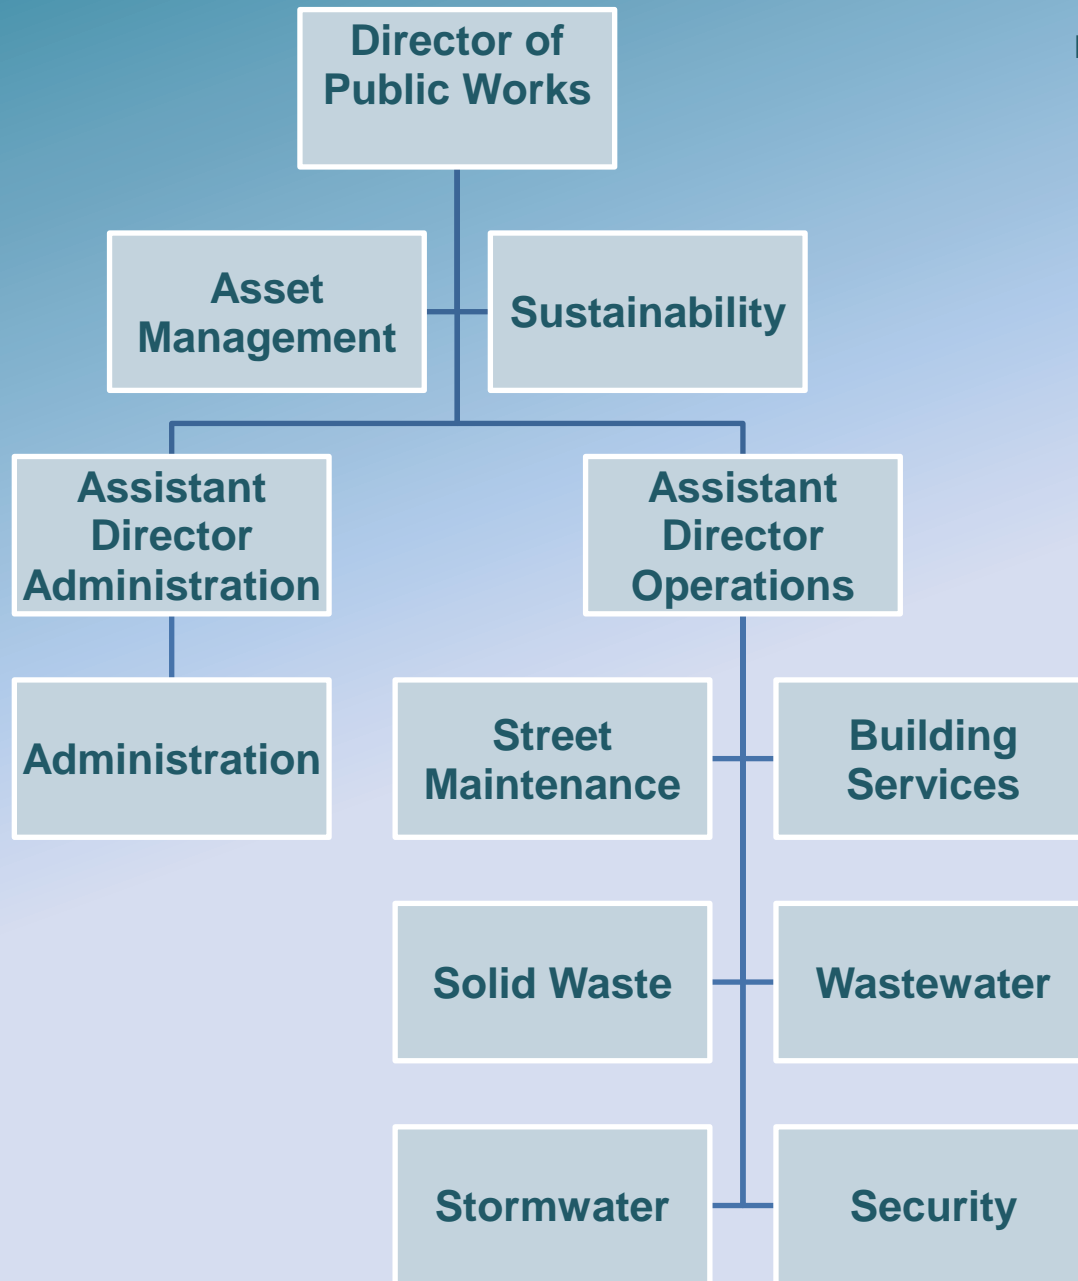 Director of
Public Works
Asset
Management
Sustainability
Assistant
Director
Administration
Assistant
Director
Operations
Administration
Street
Maintenance
Building
Services
Solid Waste
Wastewater
Stormwater
Security